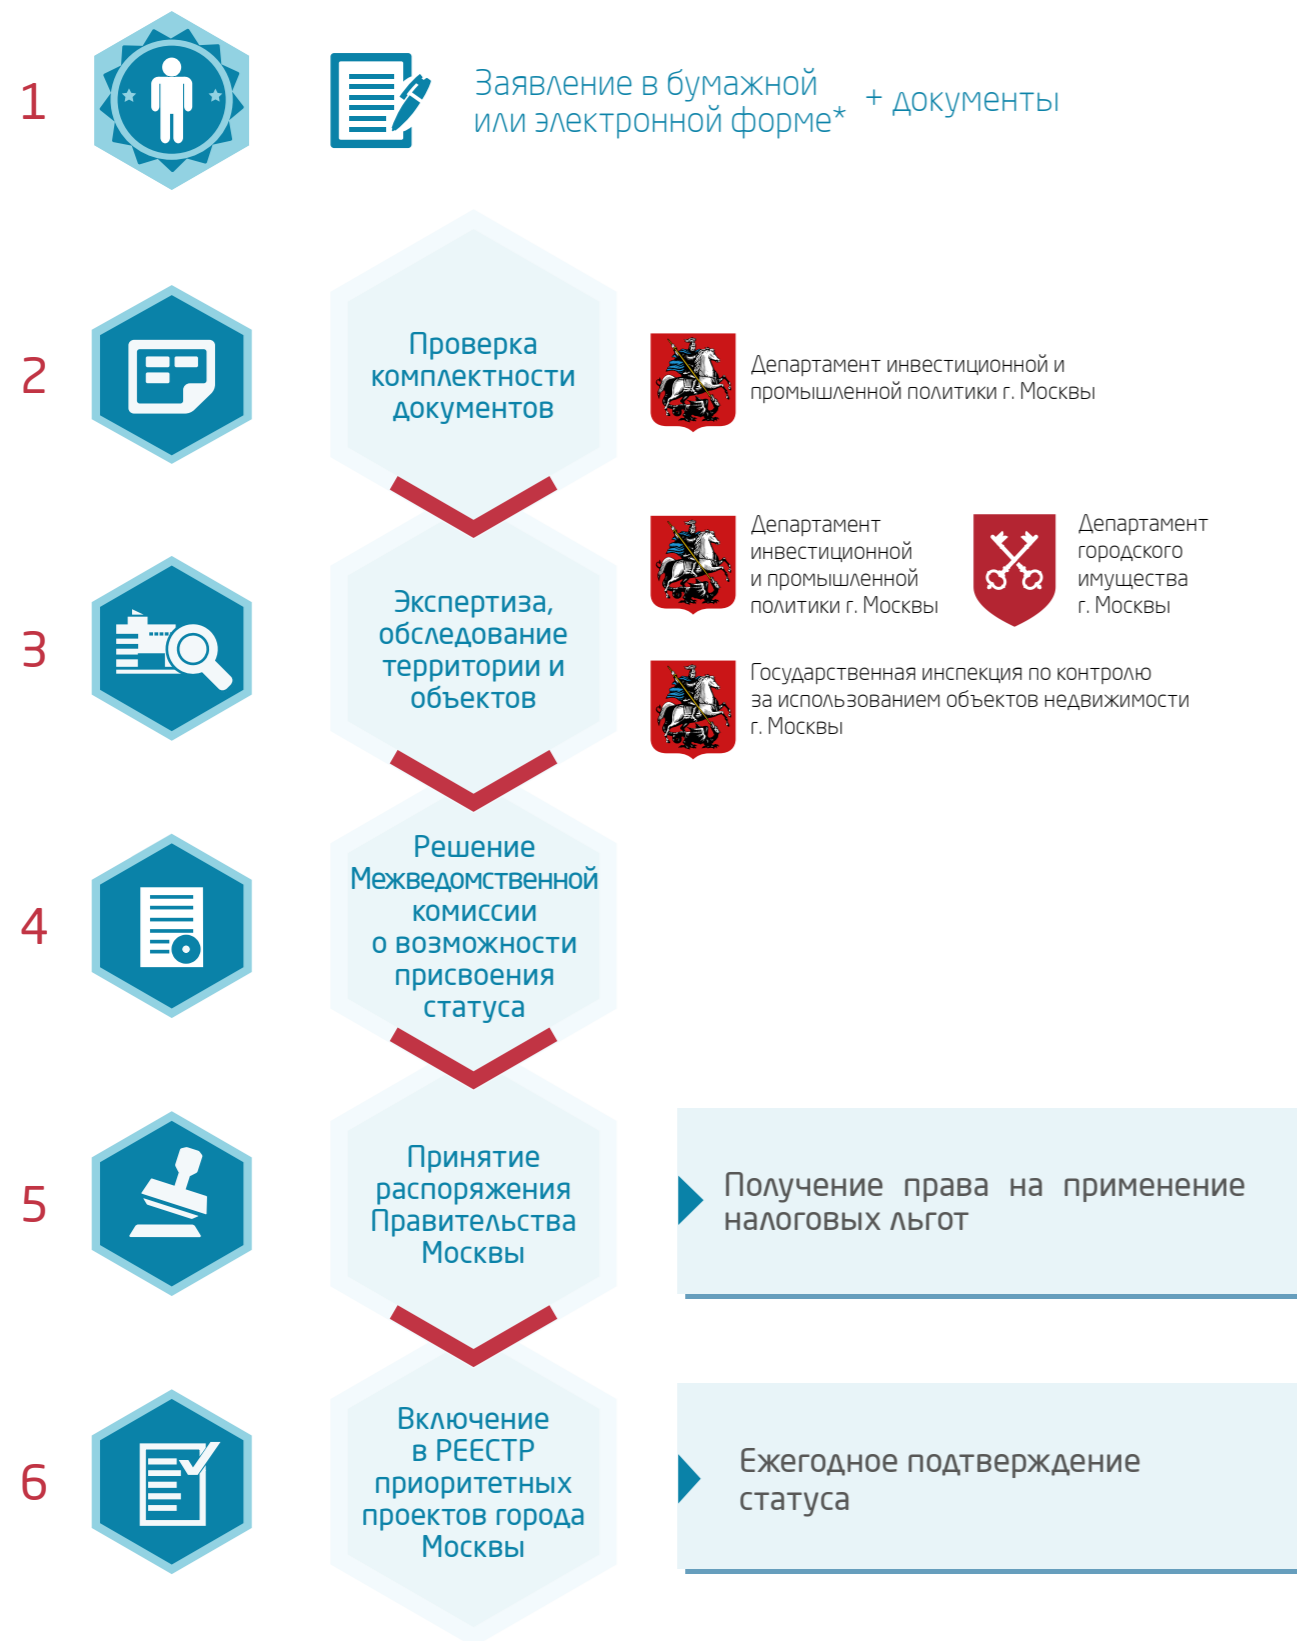 1
Заявление в бумажной
или электронной форме*
+ документы
2
Проверка
комплектности
документов
Департамент инвестиционной и
промышленной политики г. Москвы
3
Экспертиза,
обследование
территории и
объектов
Департамент
инвестиционной
и промышленной
политики г. Москвы
Департамент
городского
имущества
г. Москвы
Государственная инспекция по контролю
за использованием объектов недвижимости
г. Москвы
4
Решение
Межведомственной
комиссии
о возможности
присвоения
статуса
5
Принятие
распоряжения
Правительства
Москвы
Получение права на применение
налоговых льгот
6
Включение
в РЕЕСТР
приоритетных
проектов города
Москвы
Ежегодное подтверждение
статуса